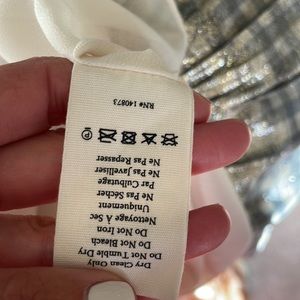 Dry Clean Only
Do Not Tumble Dry
Do Not Bleach
Do Not Iron
Nettoyage A Sec
Uniquement
Ne Pas Sécher
Par Culbutage
Ne Pas Javelliser
Ne Pas Repasser
P
RN# 140873